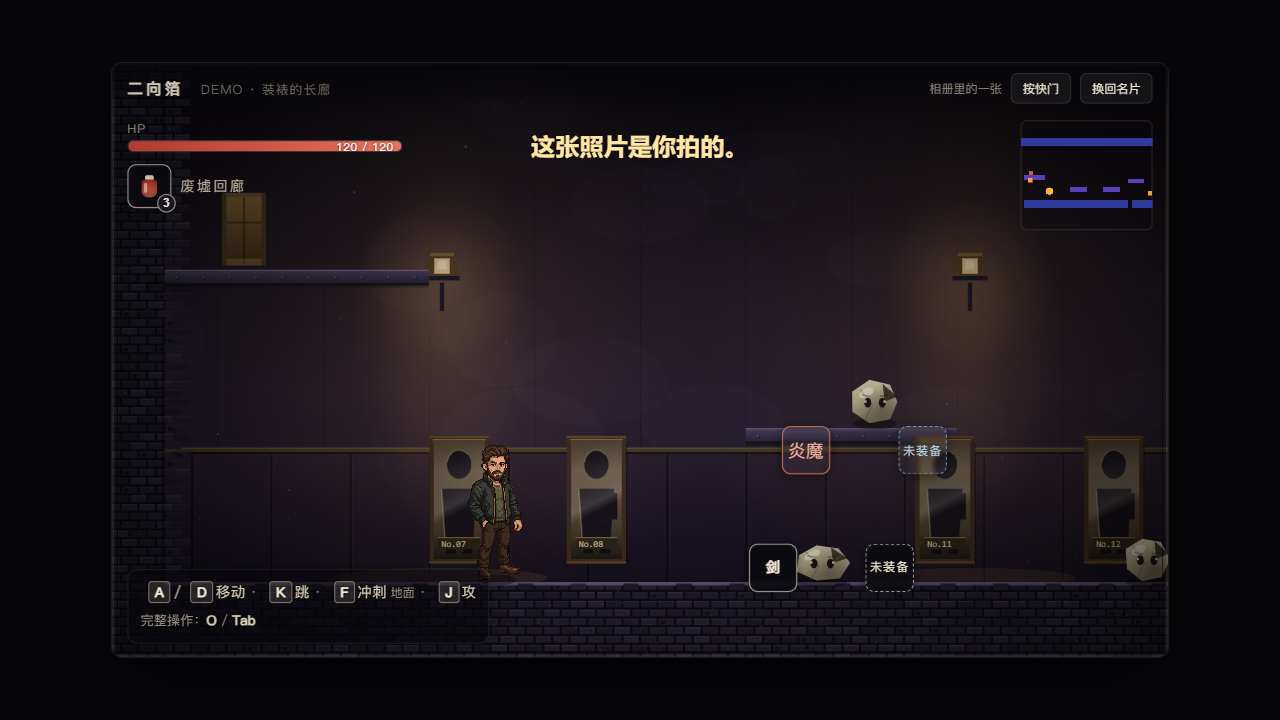 二向箔 DEMO · 装裱的长廊
相册里的一张 按快门 换回名片
HP
120 / 120
这张照片是你拍的。
废墟回廊
3
炎魔 未装备
No.07 No.08 No.11 No.12
剑 未装备
A / D 移动 · K 跳 · F 冲刺 地面 · J 攻
完整操作: O / Tab